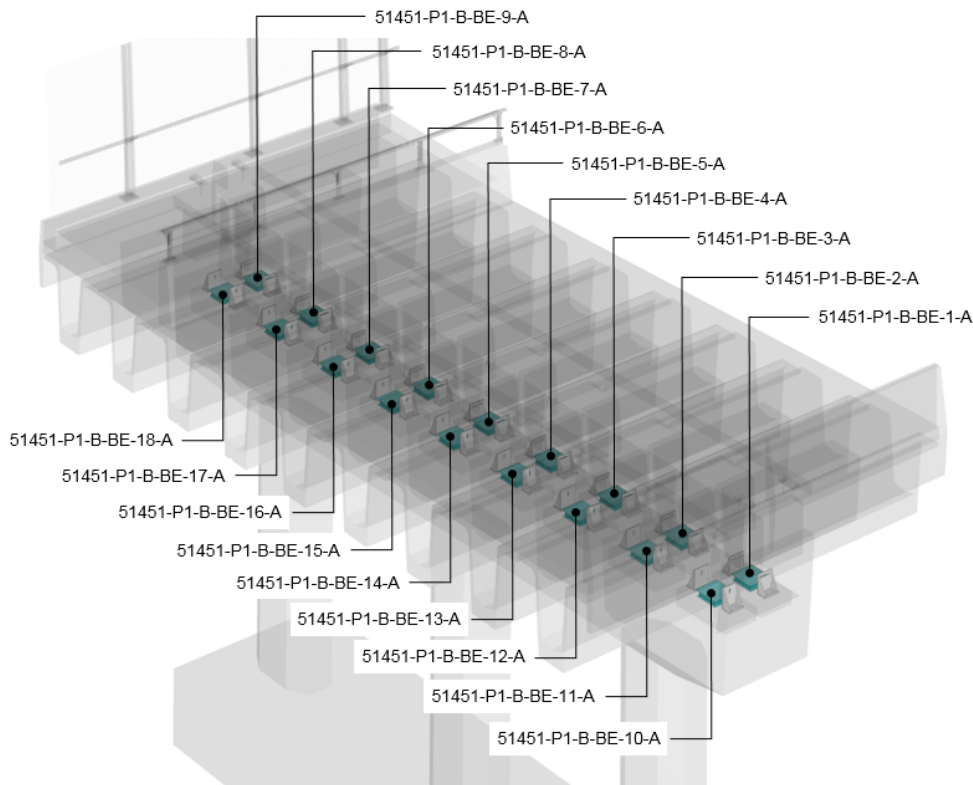 51451-P1-B-BE-9-A
51451-P1-B-BE-8-A
51451-P1-B-BE-7-A
51451-P1-B-BE-6-A
51451-P1-B-BE-5-A
51451-P1-B-BE-4-A
51451-P1-B-BE-3-A
51451-P1-B-BE-2-A
51451-P1-B-BE-1-A
51451-P1-B-BE-18-A
51451-P1-B-BE-17-A
51451-P1-B-BE-16-A
51451-P1-B-BE-15-A
51451-P1-B-BE-14-A
51451-P1-B-BE-13-A
51451-P1-B-BE-12-A
51451-P1-B-BE-11-A
51451-P1-B-BE-10-A